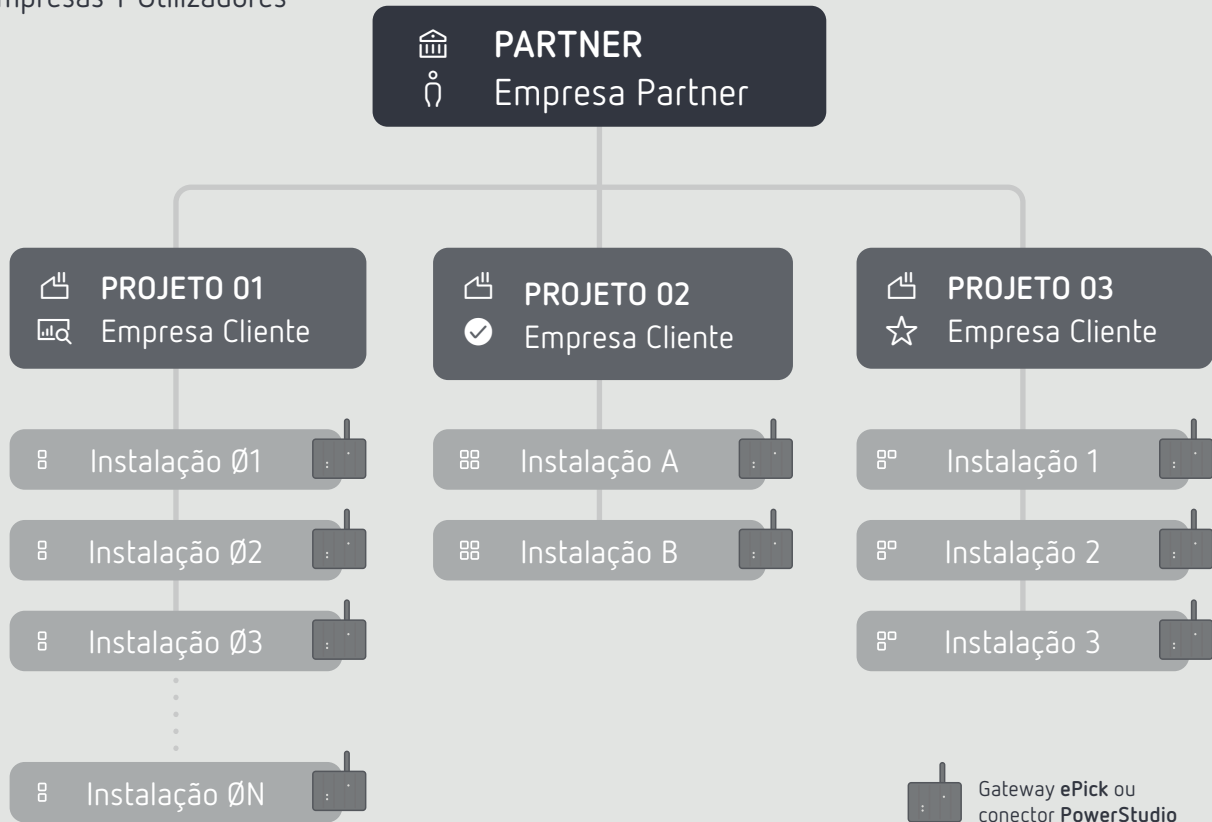 Utilizadores
PARTNER
Empresa Partner
PROJETO 01
Empresa Cliente
PROJETO 02
Empresa Cliente
PROJETO 03
Empresa Cliente
Instalação Ø1
Instalação A
Instalação 1
Instalação Ø2
Instalação B
Instalação 2
Instalação Ø3
Instalação 3
Instalação ØN
Gateway ePick ou
conector PowerStudio